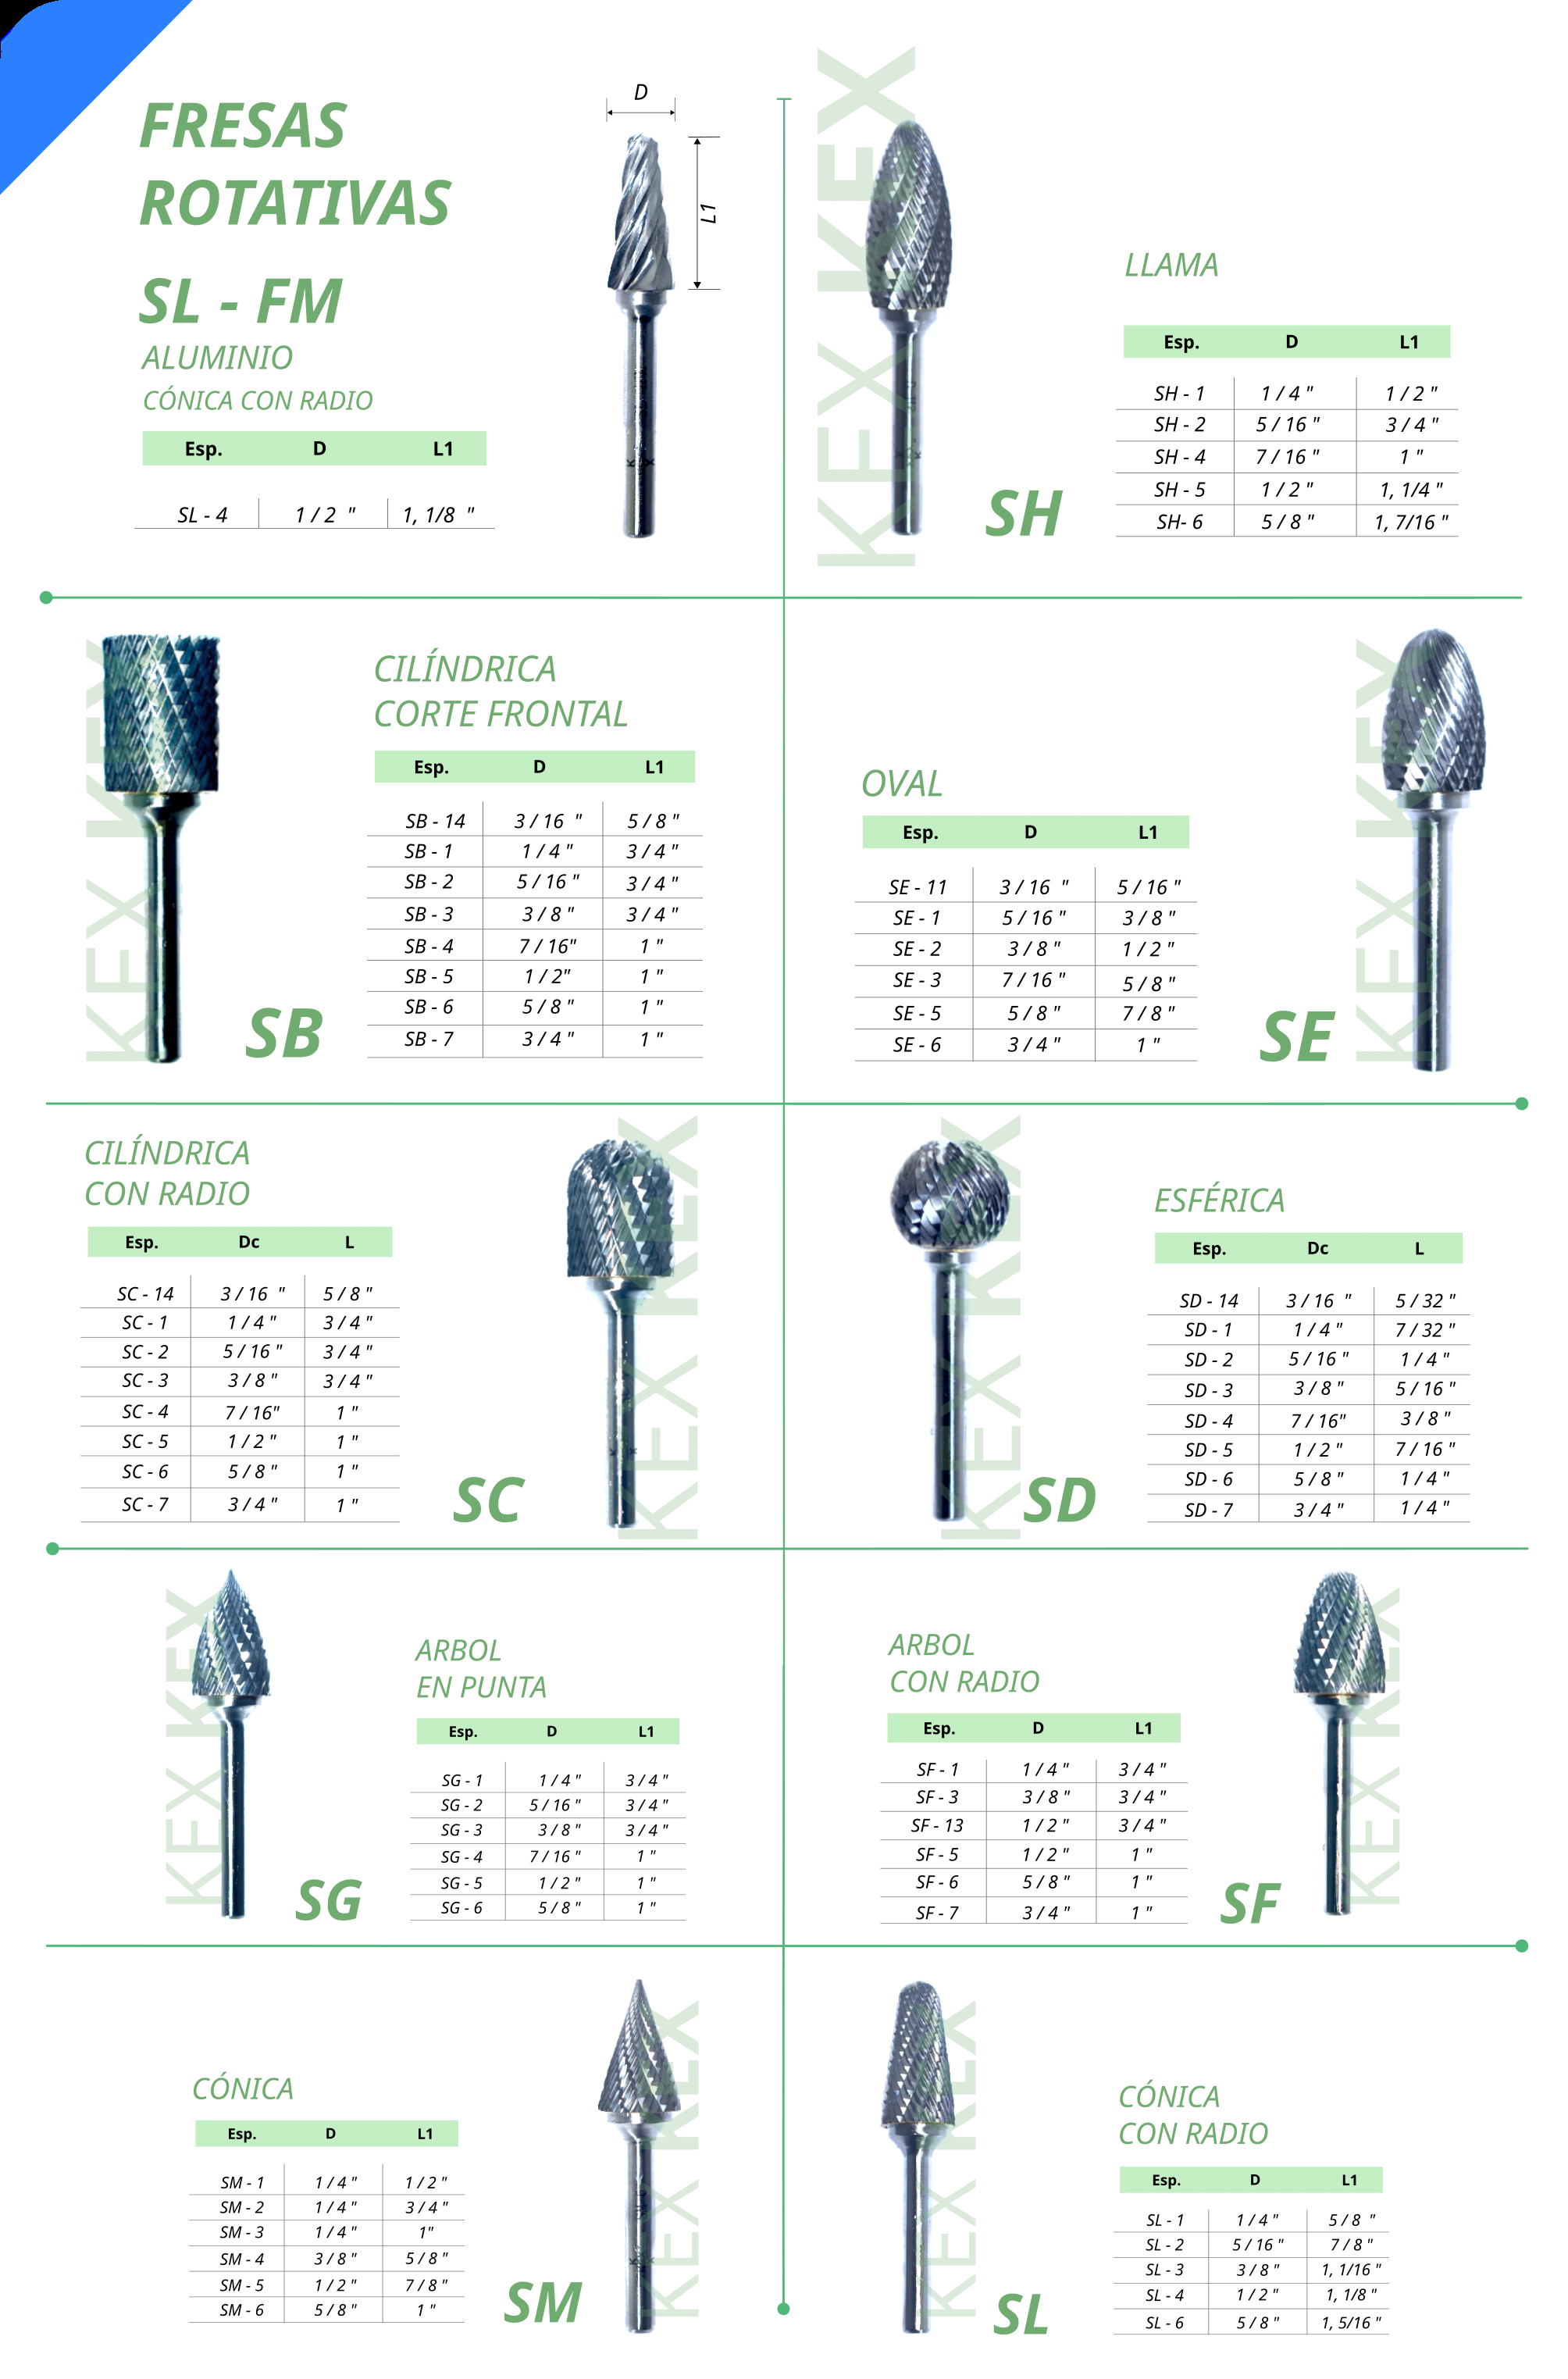 FRESAS
ROTATIVAS
SL - FM
ALUMINIO
CÓNICA CON RADIO
Esp. D L1
SL - 4 1 / 2 " 1, 1/8 "
D
L1
KEX KEX
LLAMA
Esp. D L1
SH - 1 1 / 4 " 1 / 2 "
SH - 2 5 / 16 " 3 / 4 "
SH - 4 7 / 16 " 1 "
SH - 5 1 / 2 " 1, 1/4 "
SH- 6 5 / 8 " 1, 7/16 "
SH
KEX KEX
CILÍNDRICA
CORTE FRONTAL
Esp. D L1
SB - 14 3 / 16 " 5 / 8 "
SB - 1 1 / 4 " 3 / 4 "
SB - 2 5 / 16 " 3 / 4 "
SB - 3 3 / 8 " 3 / 4 "
SB - 4 7 / 16" 1 "
SB - 5 1 / 2" 1 "
SB - 6 5 / 8 " 1 "
SB - 7 3 / 4 " 1 "
SB
OVAL
Esp. D L1
SE - 11 3 / 16 " 5 / 16 "
SE - 1 5 / 16 " 3 / 8 "
SE - 2 3 / 8 " 1 / 2 "
SE - 3 7 / 16 " 5 / 8 "
SE - 5 5 / 8 " 7 / 8 "
SE - 6 3 / 4 " 1 "
SE
KEX KEX
CILÍNDRICA
CON RADIO
Esp. Dc L
SC - 14 3 / 16 " 5 / 8 "
SC - 1 1 / 4 " 3 / 4 "
SC - 2 5 / 16 " 3 / 4 "
SC - 3 3 / 8 " 3 / 4 "
SC - 4 7 / 16" 1 "
SC - 5 1 / 2 " 1 "
SC - 6 5 / 8 " 1 "
SC - 7 3 / 4 " 1 "
SC
KEX KEX
KEX KEX
ESFÉRICA
Esp. Dc L
SD - 14 3 / 16 " 5 / 32 "
SD - 1 1 / 4 " 7 / 32 "
SD - 2 5 / 16 " 1 / 4 "
SD - 3 3 / 8 " 5 / 16 "
SD - 4 7 / 16" 3 / 8 "
SD - 5 1 / 2 " 7 / 16 "
SD - 6 5 / 8 " 1 / 4 "
SD - 7 3 / 4 " 1 / 4 "
SD
KEX KEX
ARBOL
EN PUNTA
Esp. D L1
SG - 1 1 / 4 " 3 / 4 "
SG - 2 5 / 16 " 3 / 4 "
SG - 3 3 / 8 " 3 / 4 "
SG - 4 7 / 16 " 1 "
SG - 5 1 / 2 " 1 "
SG - 6 5 / 8 " 1 "
SG
ARBOL
CON RADIO
Esp. D L1
SF - 1 1 / 4 " 3 / 4 "
SF - 3 3 / 8 " 3 / 4 "
SF - 13 1 / 2 " 3 / 4 "
SF - 5 1 / 2 " 1 "
SF - 6 5 / 8 " 1 "
SF - 7 3 / 4 " 1 "
SF
KEX KEX
CÓNICA
Esp. D L1
SM - 1 1 / 4 " 1 / 2 "
SM - 2 1 / 4 " 3 / 4 "
SM - 3 1 / 4 " 1"
SM - 4 3 / 8 " 5 / 8 "
SM - 5 1 / 2 " 7 / 8 "
SM - 6 5 / 8 " 1 "
SM
KEX KEX
KEX KEX
CÓNICA
CON RADIO
Esp. D L1
SL - 1 1 / 4 " 5 / 8 "
SL - 2 5 / 16 " 7 / 8 "
SL - 3 3 / 8 " 1, 1/16 "
SL - 4 1 / 2 " 1, 1/8 "
SL - 6 5 / 8 " 1, 5/16 "
SL